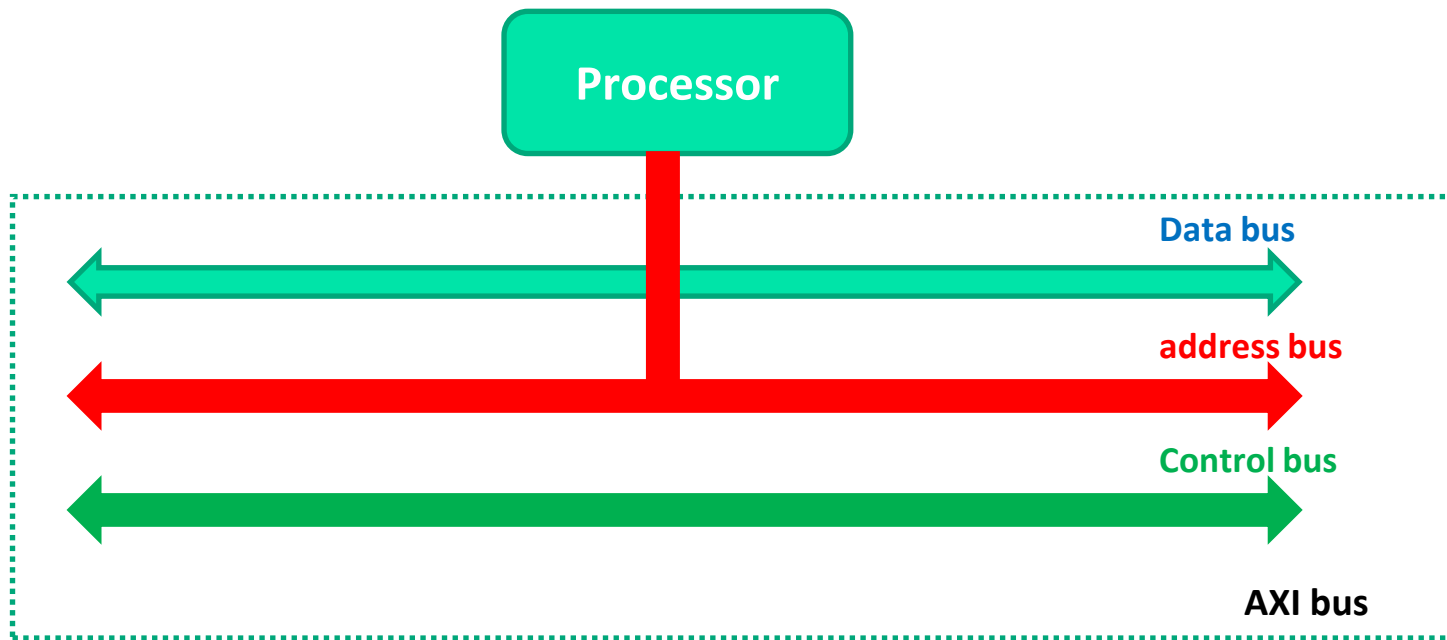 Processor
Data bus
address bus
Control bus
AXI bus